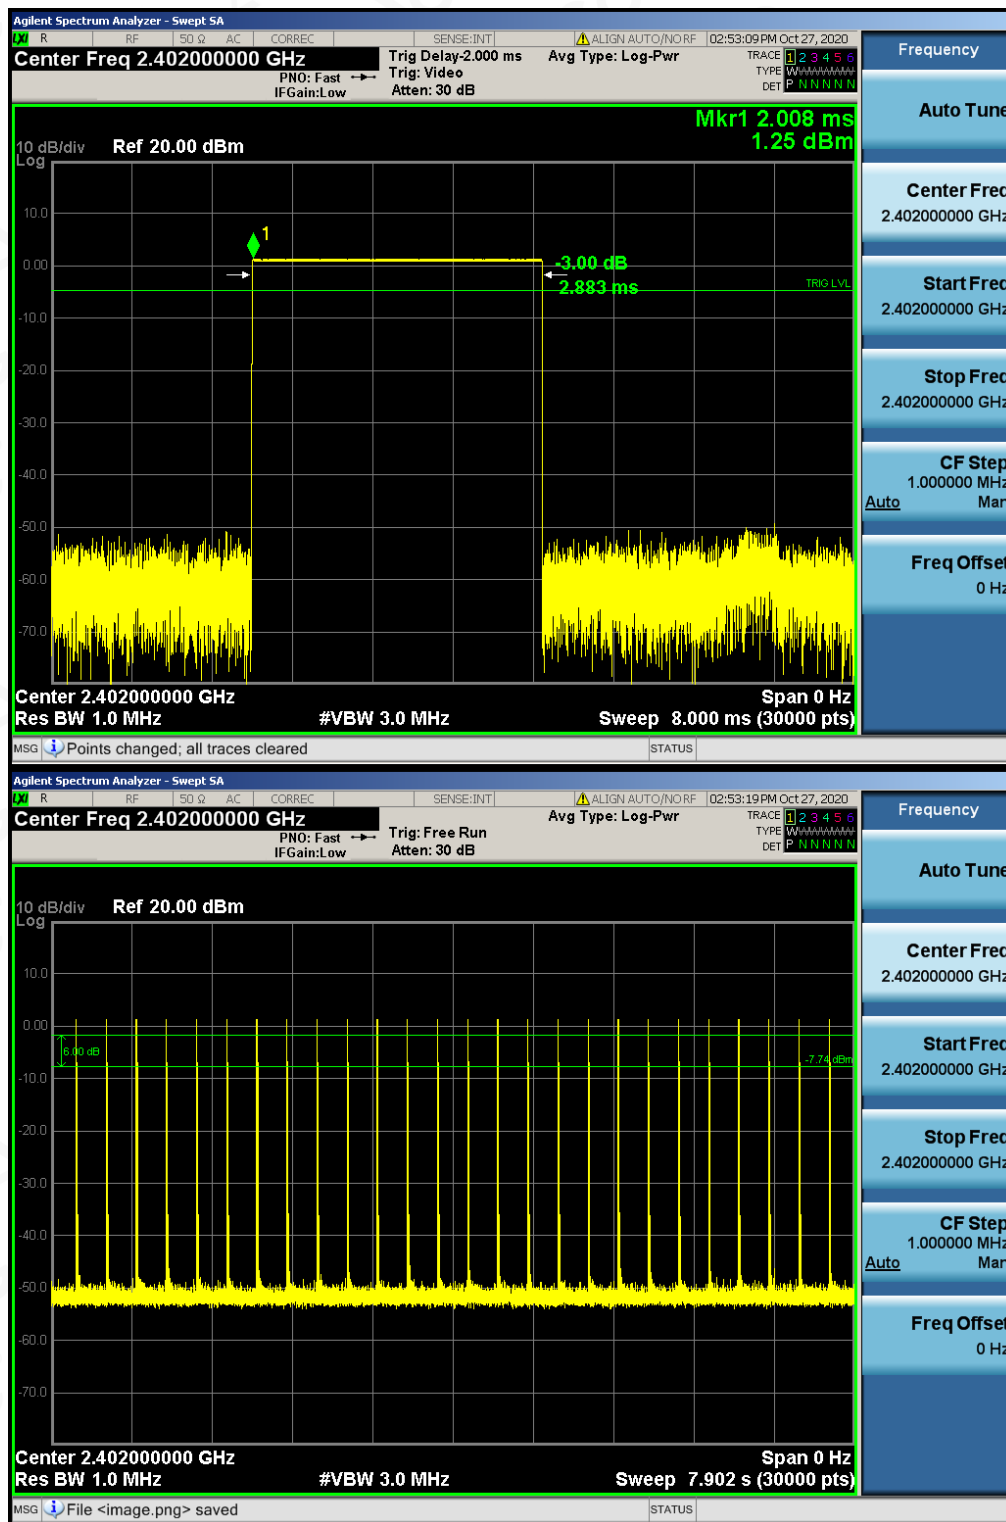 Agilent Spectrum Analyzer - Swept SA
LXI R RF 50 Ω AC CORREC SENSE:INT ALIGN AUTO/NO RF 02:53:09 PM Oct 27, 2020
Center Freq 2.402000000 GHz
Trig Delay-2.000 ms Avg Type: Log-Pwr TRACE 1 2 3 4 5 6
PNO: Fast Trig: Video TYPE
IFGain:Low Atten: 30 dB DET P N N N N N
Mkr1 2.008 ms
1.25 dBm
10 dB/div Ref 20.00 dBm
Log
10.0
1
0.00
-3.00 dB
2.883 ms
TRIG LVL
-10.0
-20.0
-30.0
-40.0
-50.0
-60.0
-70.0
Center 2.402000000 GHz Span 0 Hz
Res BW 1.0 MHz #VBW 3.0 MHz Sweep 8.000 ms (30000 pts)
MSG Points changed; all traces cleared STATUS
Frequency
Auto Tune
Center Freq
2.402000000 GHz
Start Freq
2.402000000 GHz
Stop Freq
2.402000000 GHz
CF Step
1.000000 MHz
Auto Man
Freq Offset
0 Hz
Agilent Spectrum Analyzer - Swept SA
LXI R RF 50 Ω AC CORREC SENSE:INT ALIGN AUTO/NO RF 02:53:19 PM Oct 27, 2020
Center Freq 2.402000000 GHz
Avg Type: Log-Pwr TRACE 1 2 3 4 5 6
PNO: Fast Trig: Free Run TYPE
IFGain:Low Atten: 30 dB DET P N N N N N
10 dB/div Ref 20.00 dBm
Log
10.0
0.00
6.00 dB
-7.74 dBm
-10.0
-20.0
-30.0
-40.0
-50.0
-60.0
-70.0
Center 2.402000000 GHz Span 0 Hz
Res BW 1.0 MHz #VBW 3.0 MHz Sweep 7.902 s (30000 pts)
MSG File <image.png> saved STATUS
Frequency
Auto Tune
Center Freq
2.402000000 GHz
Start Freq
2.402000000 GHz
Stop Freq
2.402000000 GHz
CF Step
1.000000 MHz
Auto Man
Freq Offset
0 Hz